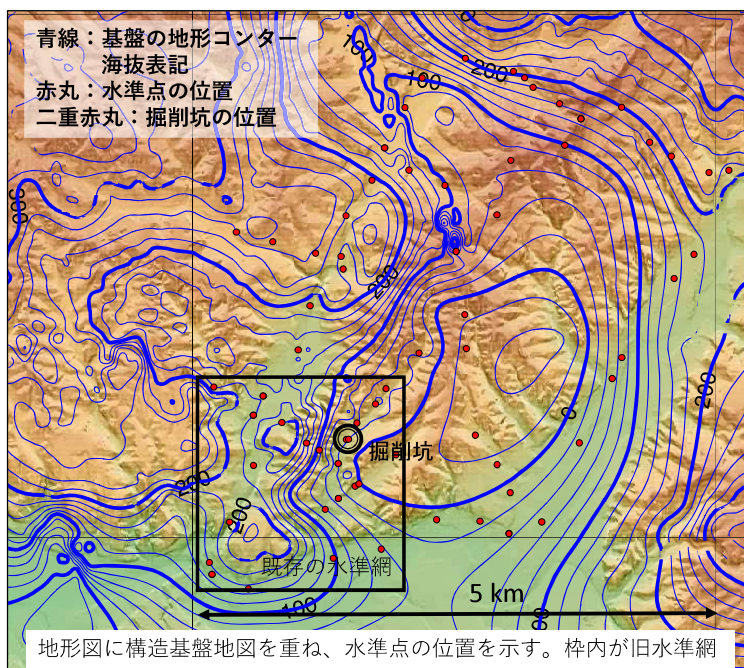 青線：基盤の地形コンター
海抜表記
赤丸：水準点の位置
二重赤丸：掘削坑の位置
100
200
100
300
200
0
200
掘削坑
200
200
既存の水準網
100
5 km
00
地形図に構造基盤地図を重ね、水準点の位置を示す。枠内が旧水準網